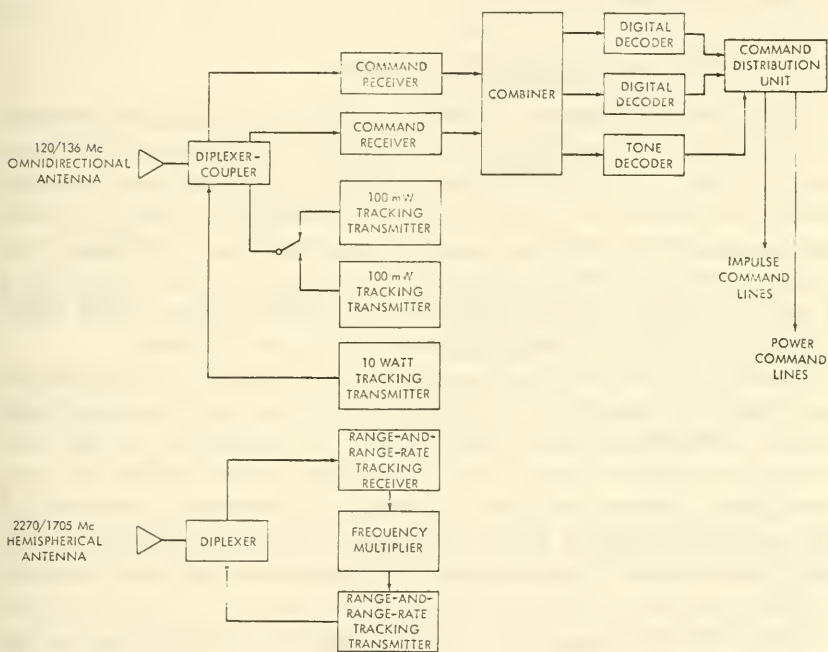 COMMAND
RECEIVER
COMMAND
RECEIVER
COMBINER
DIGITAL
DECODER
DIGITAL
DECODER
TONE
DECODER
COMMAND
DISTRIBUTION
UNIT
120/136 Mc
OMNIDIRECTIONAL
ANTENNA
DIPLEXER-
COUPLER
100 mW
TRACKING
TRANSMITTER
100 mW
TRACKING
TRANSMITTER
10 WATT
TRACKING
TRANSMITTER
IMPULSE
COMMAND
LINES
POWER
COMMAND
LINES
2270/1705 Mc
HEMISPHERICAL
ANTENNA
DIPLEXER
RANGE-AND-
RANGE-RATE
TRACKING
RECEIVER
FREQUENCY
MULTIPLIER
RANGE-AND-
RANGE-RATE
TRACKING
TRANSMITTER